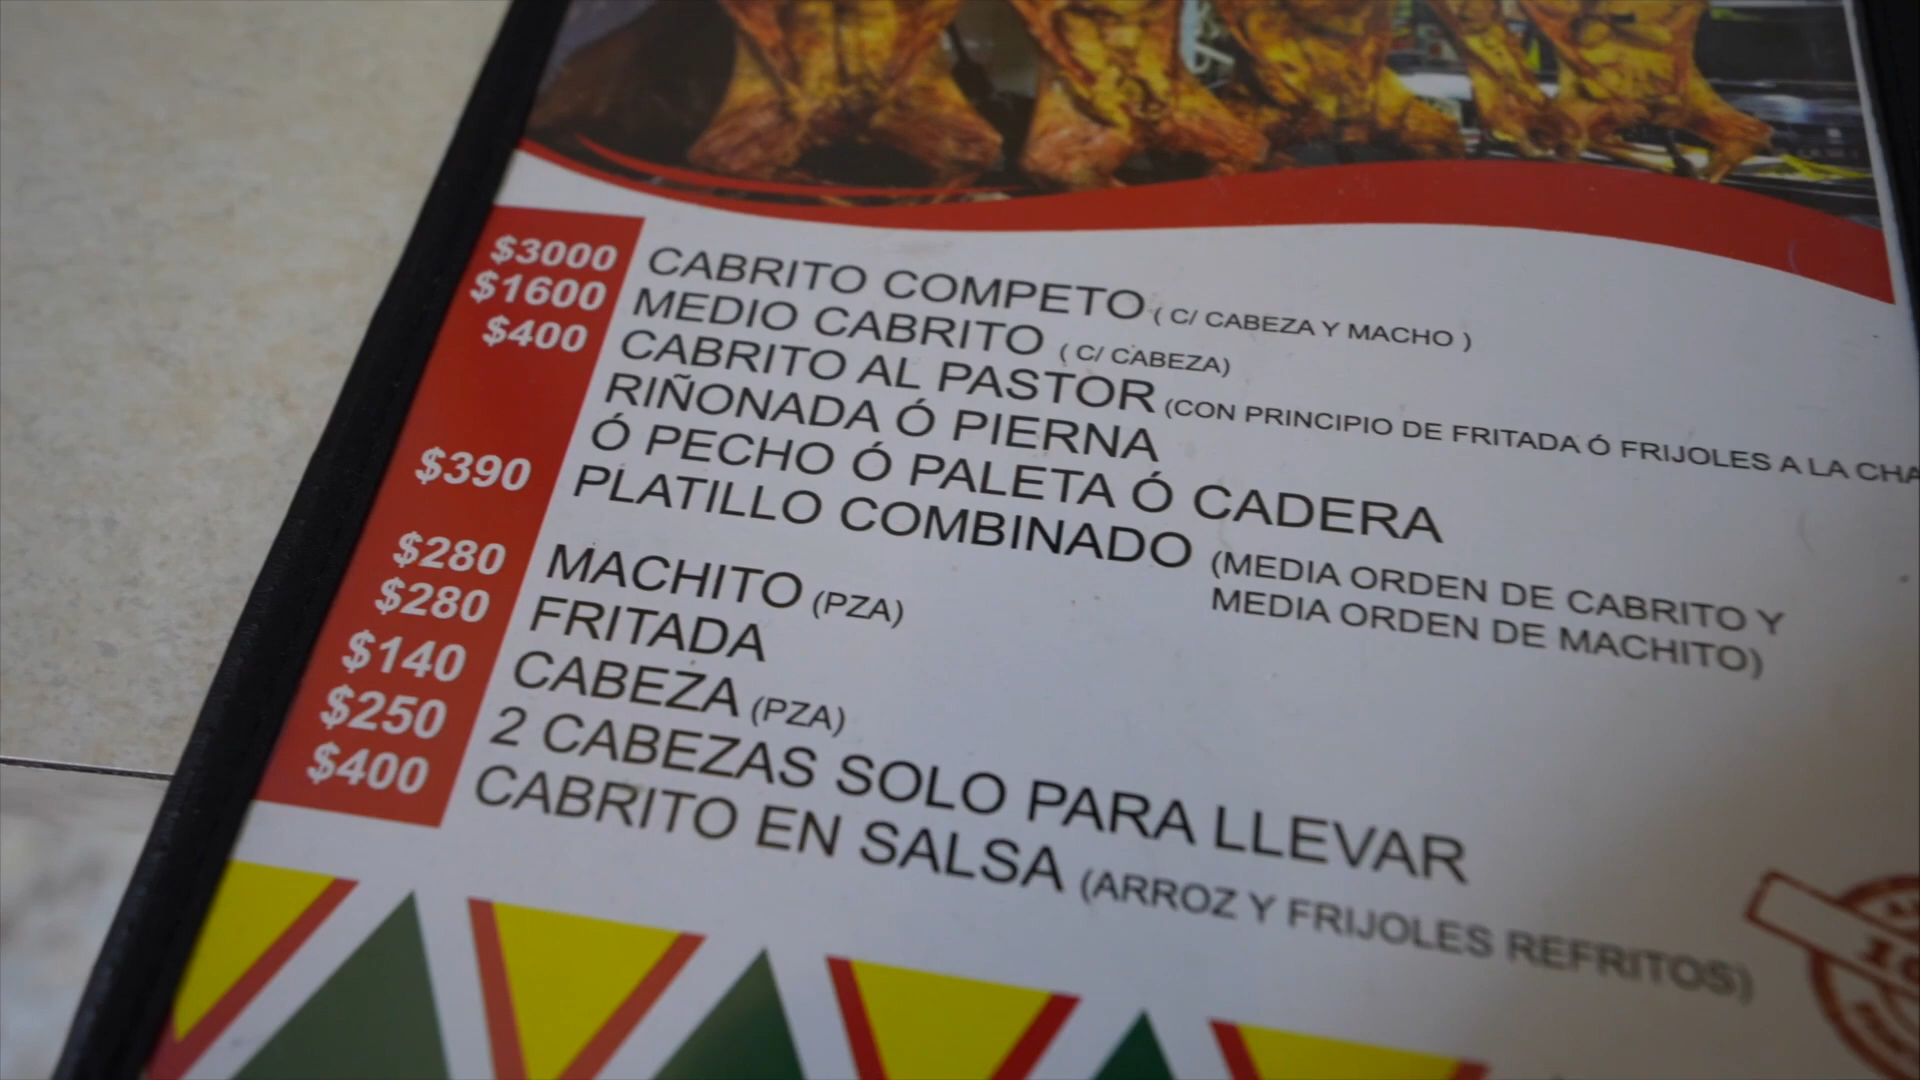 $3000 CABRITO COMPETO ( C/ CABEZA Y MACHO )
$1600 MEDIO CABRITO ( C/ CABEZA)
$400 CABRITO AL PASTOR (CON PRINCIPIO DE FRITADA Ó FRIJOLES A LA
RIÑONADA Ó PIERNA
Ó PECHO Ó PALETA Ó CADERA
$390 PLATILLO COMBINADO (MEDIA ORDEN DE CABRITO Y
MEDIA ORDEN DE MACHITO)
$280 MACHITO (PZA)
$280 FRITADA
$140 CABEZA (PZA)
$250 2 CABEZAS SOLO PARA LLEVAR
$400 CABRITO EN SALSA (ARROZ Y FRIJOLES REFRITOS)